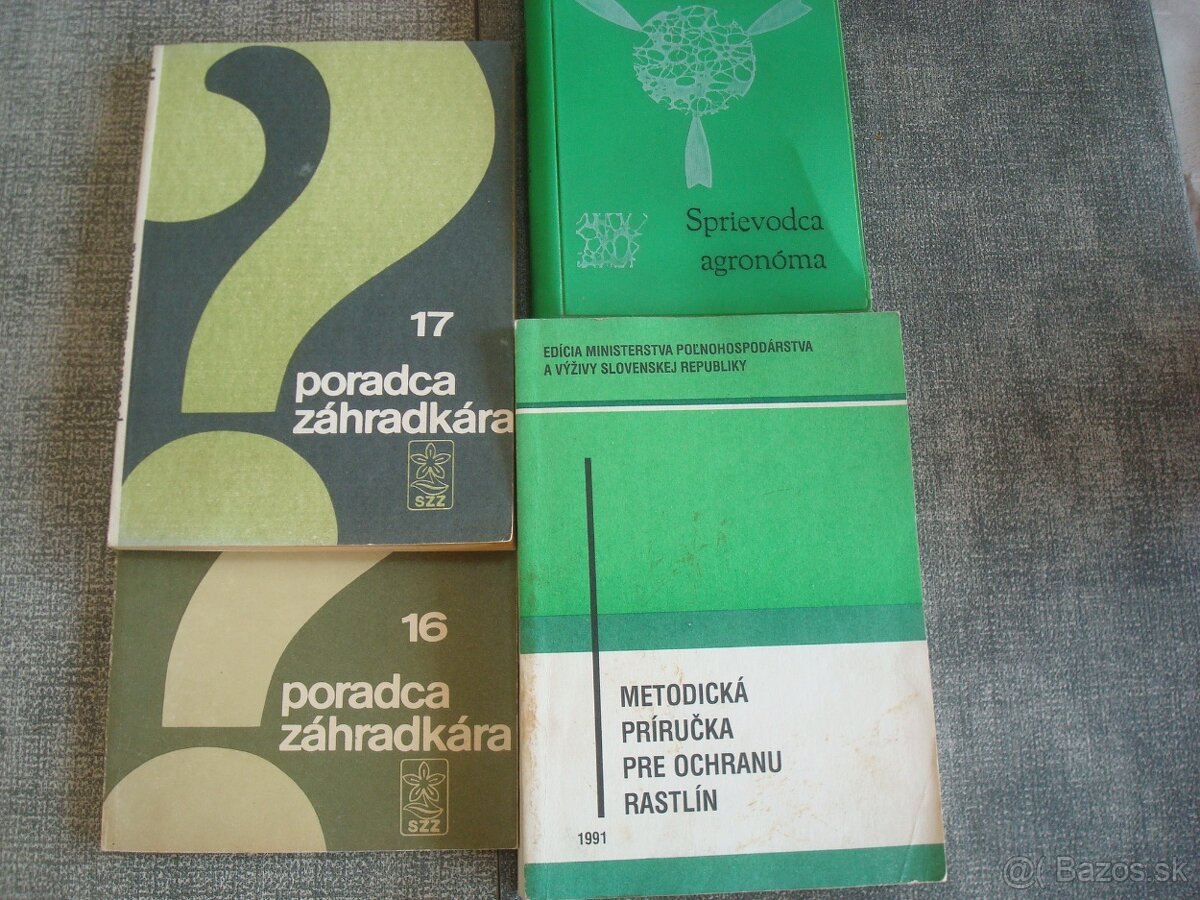 17
poradca
záhradkára
SZZ
16
poradca
záhradkára
SZZ
Sprievodca
agronóma
EDÍCIA MINISTERSTVA POĽNOHOSPODÁRSTVA
A VÝŽIVY SLOVENSKEJ REPUBLIKY
METODICKÁ
PRÍRUČKA
PRE OCHRANU
RASTLÍN
1991
@ Bazos.sk